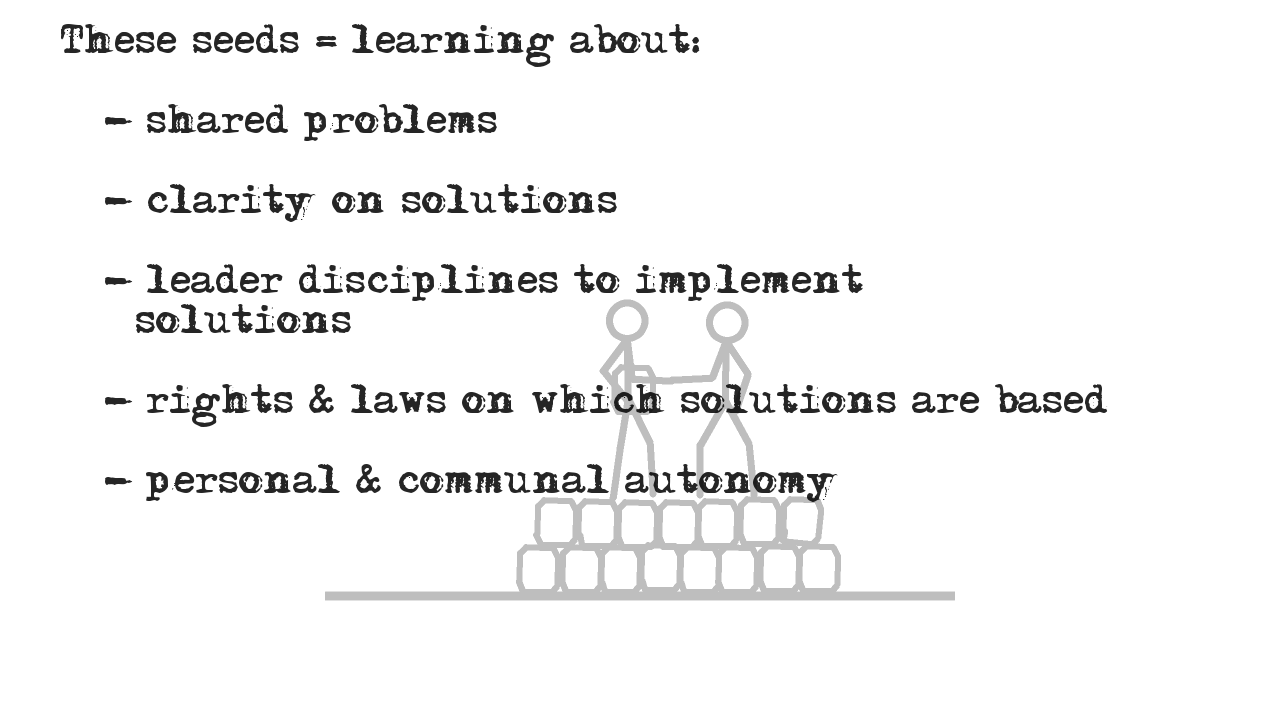 These seeds = learning about:
- shared problems
- clarity on solutions
- leader disciplines to implement
solutions
- rights & laws on which solutions are based
- personal & communal autonomy